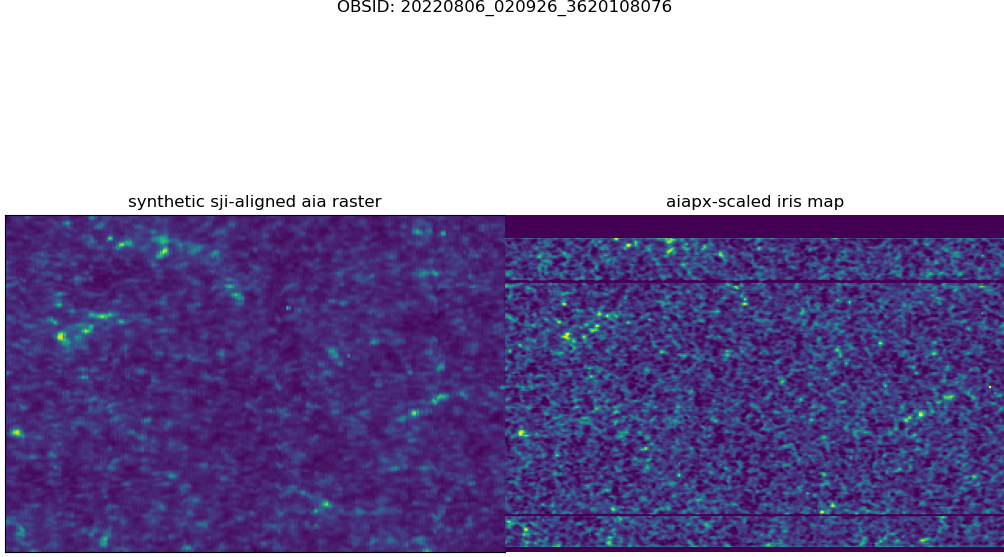 OBSID: 20220806_020926_3620108076
synthetic sji-aligned aia raster
aiapx-scaled iris map